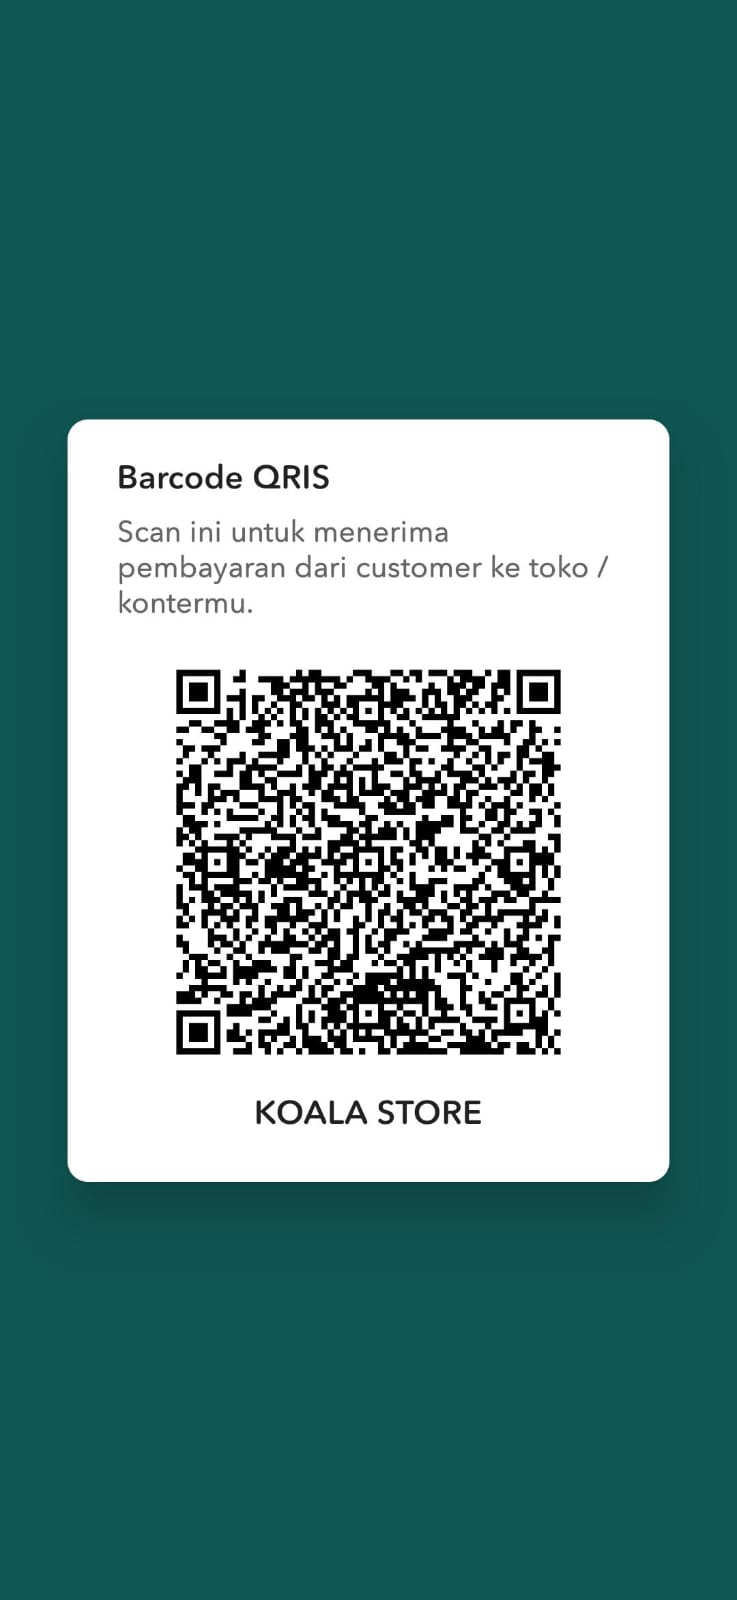 Barcode QRIS
Scan ini untuk menerima
pembayaran dari customer ke toko /
kontermu.
KOALA STORE